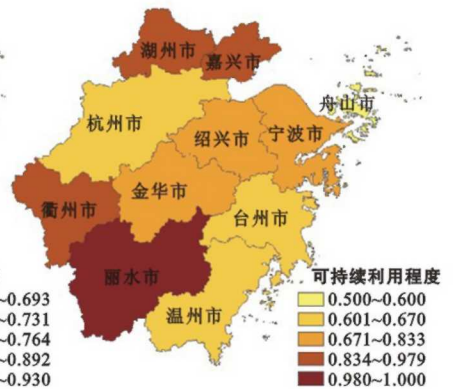 湖州市
嘉兴市
舟山市
杭州市
绍兴市
宁波市
金华市
衢州市
台州市
丽水市
温州市
可持续利用程度
0.500~0.600
0.601~0.670
0.671~0.833
0.834~0.979
0.980~1.000
~0.693
~0.731
~0.764
~0.892
~0.930